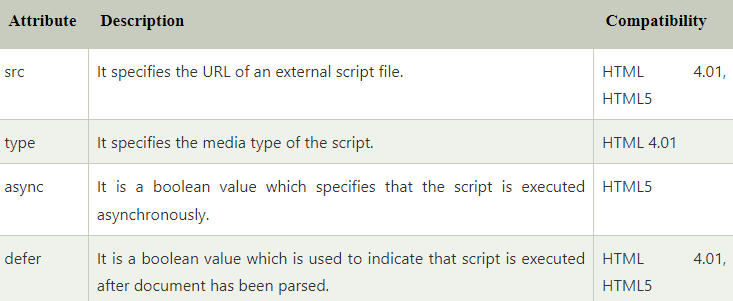 Attribute Description Compatibility
src It specifies the URL of an external script file. HTML 4.01,
HTML5
type It specifies the media type of the script. HTML 4.01
async It is a boolean value which specifies that the script is executed HTML5
asynchronously.
defer It is a boolean value which is used to indicate that script is executed HTML 4.01,
after document has been parsed. HTML5